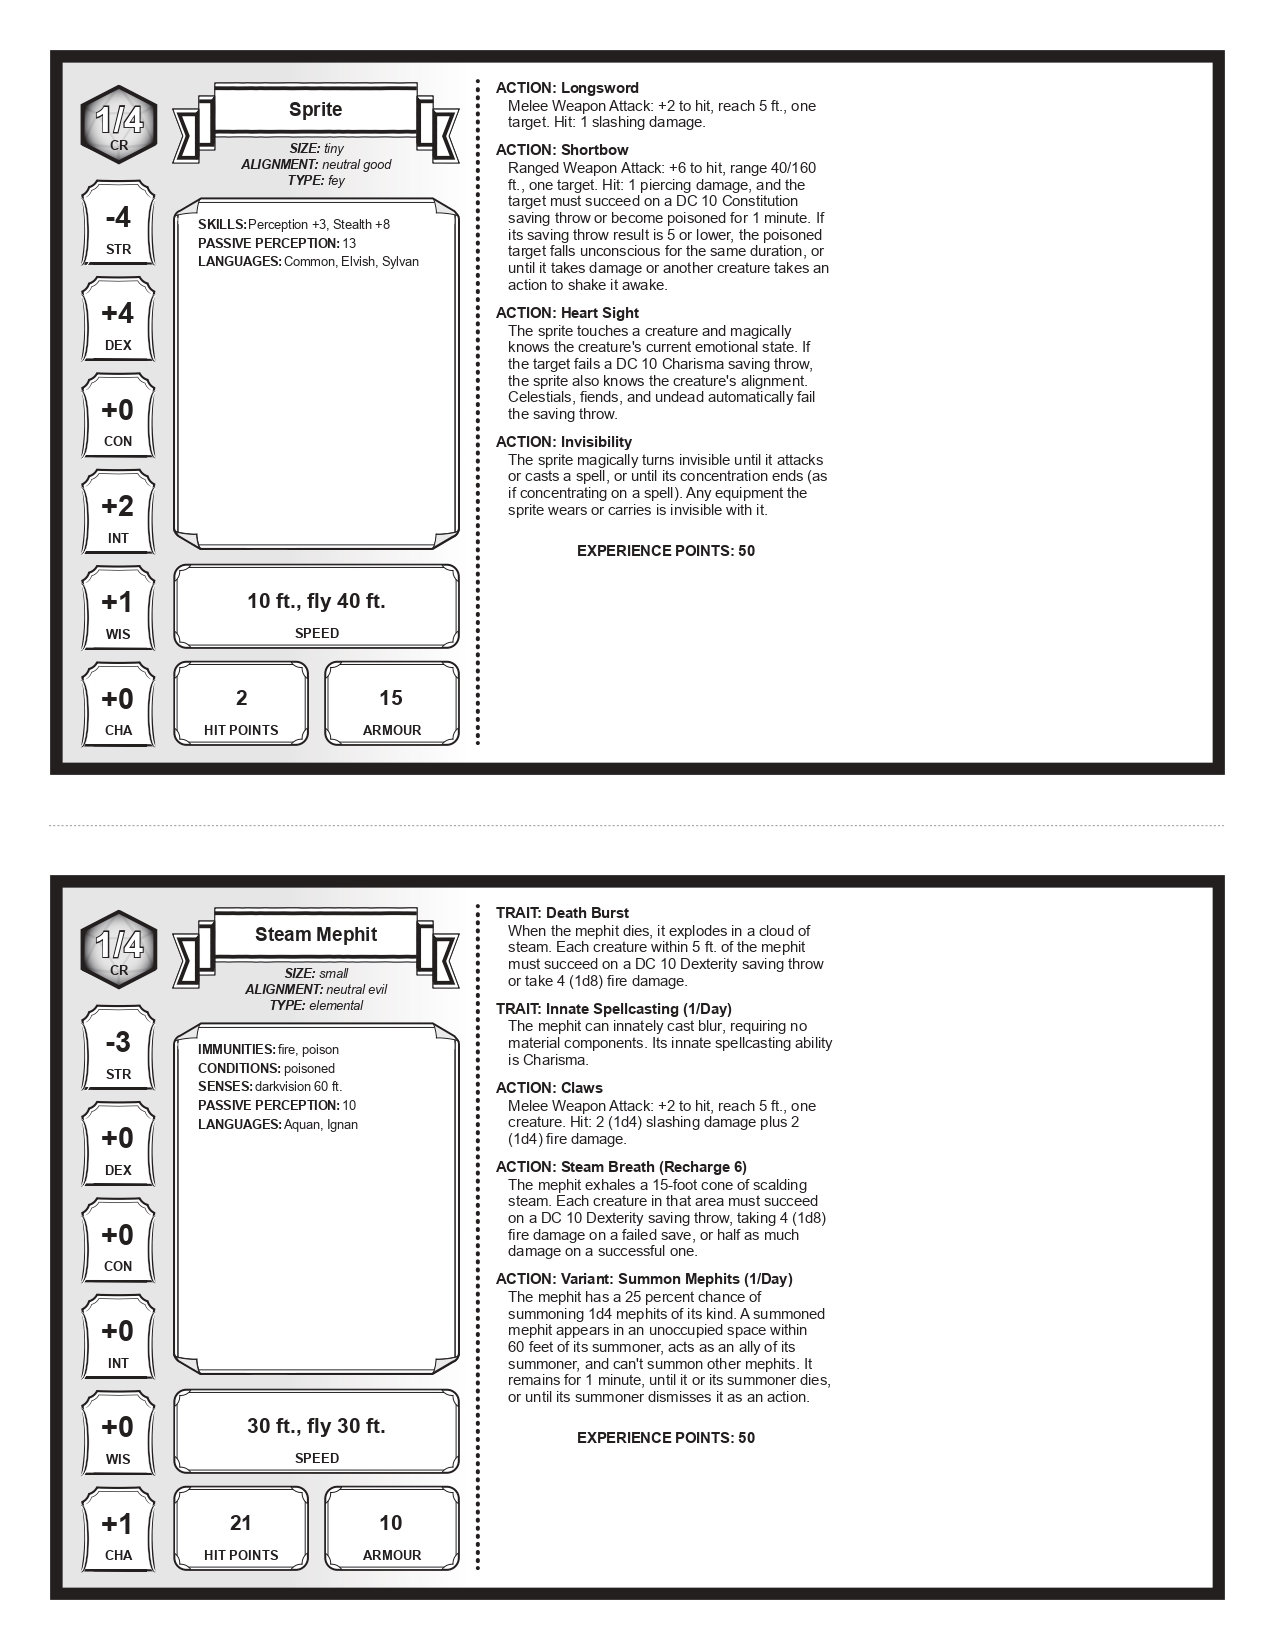 1/4
CR
Sprite
SIZE: tiny
ALIGNMENT: neutral good
TYPE: fey
-4
STR
+4
DEX
+0
CON
+2
INT
+1
WIS
+0
CHA
SKILLS: Perception +3, Stealth +8
PASSIVE PERCEPTION: 13
LANGUAGES: Common, Elvish, Sylvan
10 ft., fly 40 ft.
SPEED
2
HIT POINTS
15
ARMOUR
ACTION: Longsword
Melee Weapon Attack: +2 to hit, reach 5 ft., one
target. Hit: 1 slashing damage.
ACTION: Shortbow
Ranged Weapon Attack: +6 to hit, range 40/160
ft., one target. Hit: 1 piercing damage, and the
target must succeed on a DC 10 Constitution
saving throw or become poisoned for 1 minute. If
its saving throw result is 5 or lower, the poisoned
target falls unconscious for the same duration, or
until it takes damage or another creature takes an
action to shake it awake.
ACTION: Heart Sight
The sprite touches a creature and magically
knows the creature's current emotional state. If
the target fails a DC 10 Charisma saving throw,
the sprite also knows the creature's alignment.
Celestials, fiends, and undead automatically fail
the saving throw.
ACTION: Invisibility
The sprite magically turns invisible until it attacks
or casts a spell, or until its concentration ends (as
if concentrating on a spell). Any equipment the
sprite wears or carries is invisible with it.
EXPERIENCE POINTS: 50
1/4
CR
Steam Mephit
SIZE: small
ALIGNMENT: neutral evil
TYPE: elemental
-3
STR
+0
DEX
+0
CON
+0
INT
+0
WIS
+1
CHA
IMMUNITIES: fire, poison
CONDITIONS: poisoned
SENSES: darkvision 60 ft.
PASSIVE PERCEPTION: 10
LANGUAGES: Aquan, Ignan
30 ft., fly 30 ft.
SPEED
21
HIT POINTS
10
ARMOUR
TRAIT: Death Burst
When the mephit dies, it explodes in a cloud of
steam. Each creature within 5 ft. of the mephit
must succeed on a DC 10 Dexterity saving throw
or take 4 (1d8) fire damage.
TRAIT: Innate Spellcasting (1/Day)
The mephit can innately cast blur, requiring no
material components. Its innate spellcasting ability
is Charisma.
ACTION: Claws
Melee Weapon Attack: +2 to hit, reach 5 ft., one
creature. Hit: 2 (1d4) slashing damage plus 2
(1d4) fire damage.
ACTION: Steam Breath (Recharge 6)
The mephit exhales a 15-foot cone of scalding
steam. Each creature in that area must succeed
on a DC 10 Dexterity saving throw, taking 4 (1d8)
fire damage on a failed save, or half as much
damage on a successful one.
ACTION: Variant: Summon Mephits (1/Day)
The mephit has a 25 percent chance of
summoning 1d4 mephits of its kind. A summoned
mephit appears in an unoccupied space within
60 feet of its summoner, acts as an ally of its
summoner, and can't summon other mephits. It
remains for 1 minute, until it or its summoner dies,
or until its summoner dismisses it as an action.
EXPERIENCE POINTS: 50